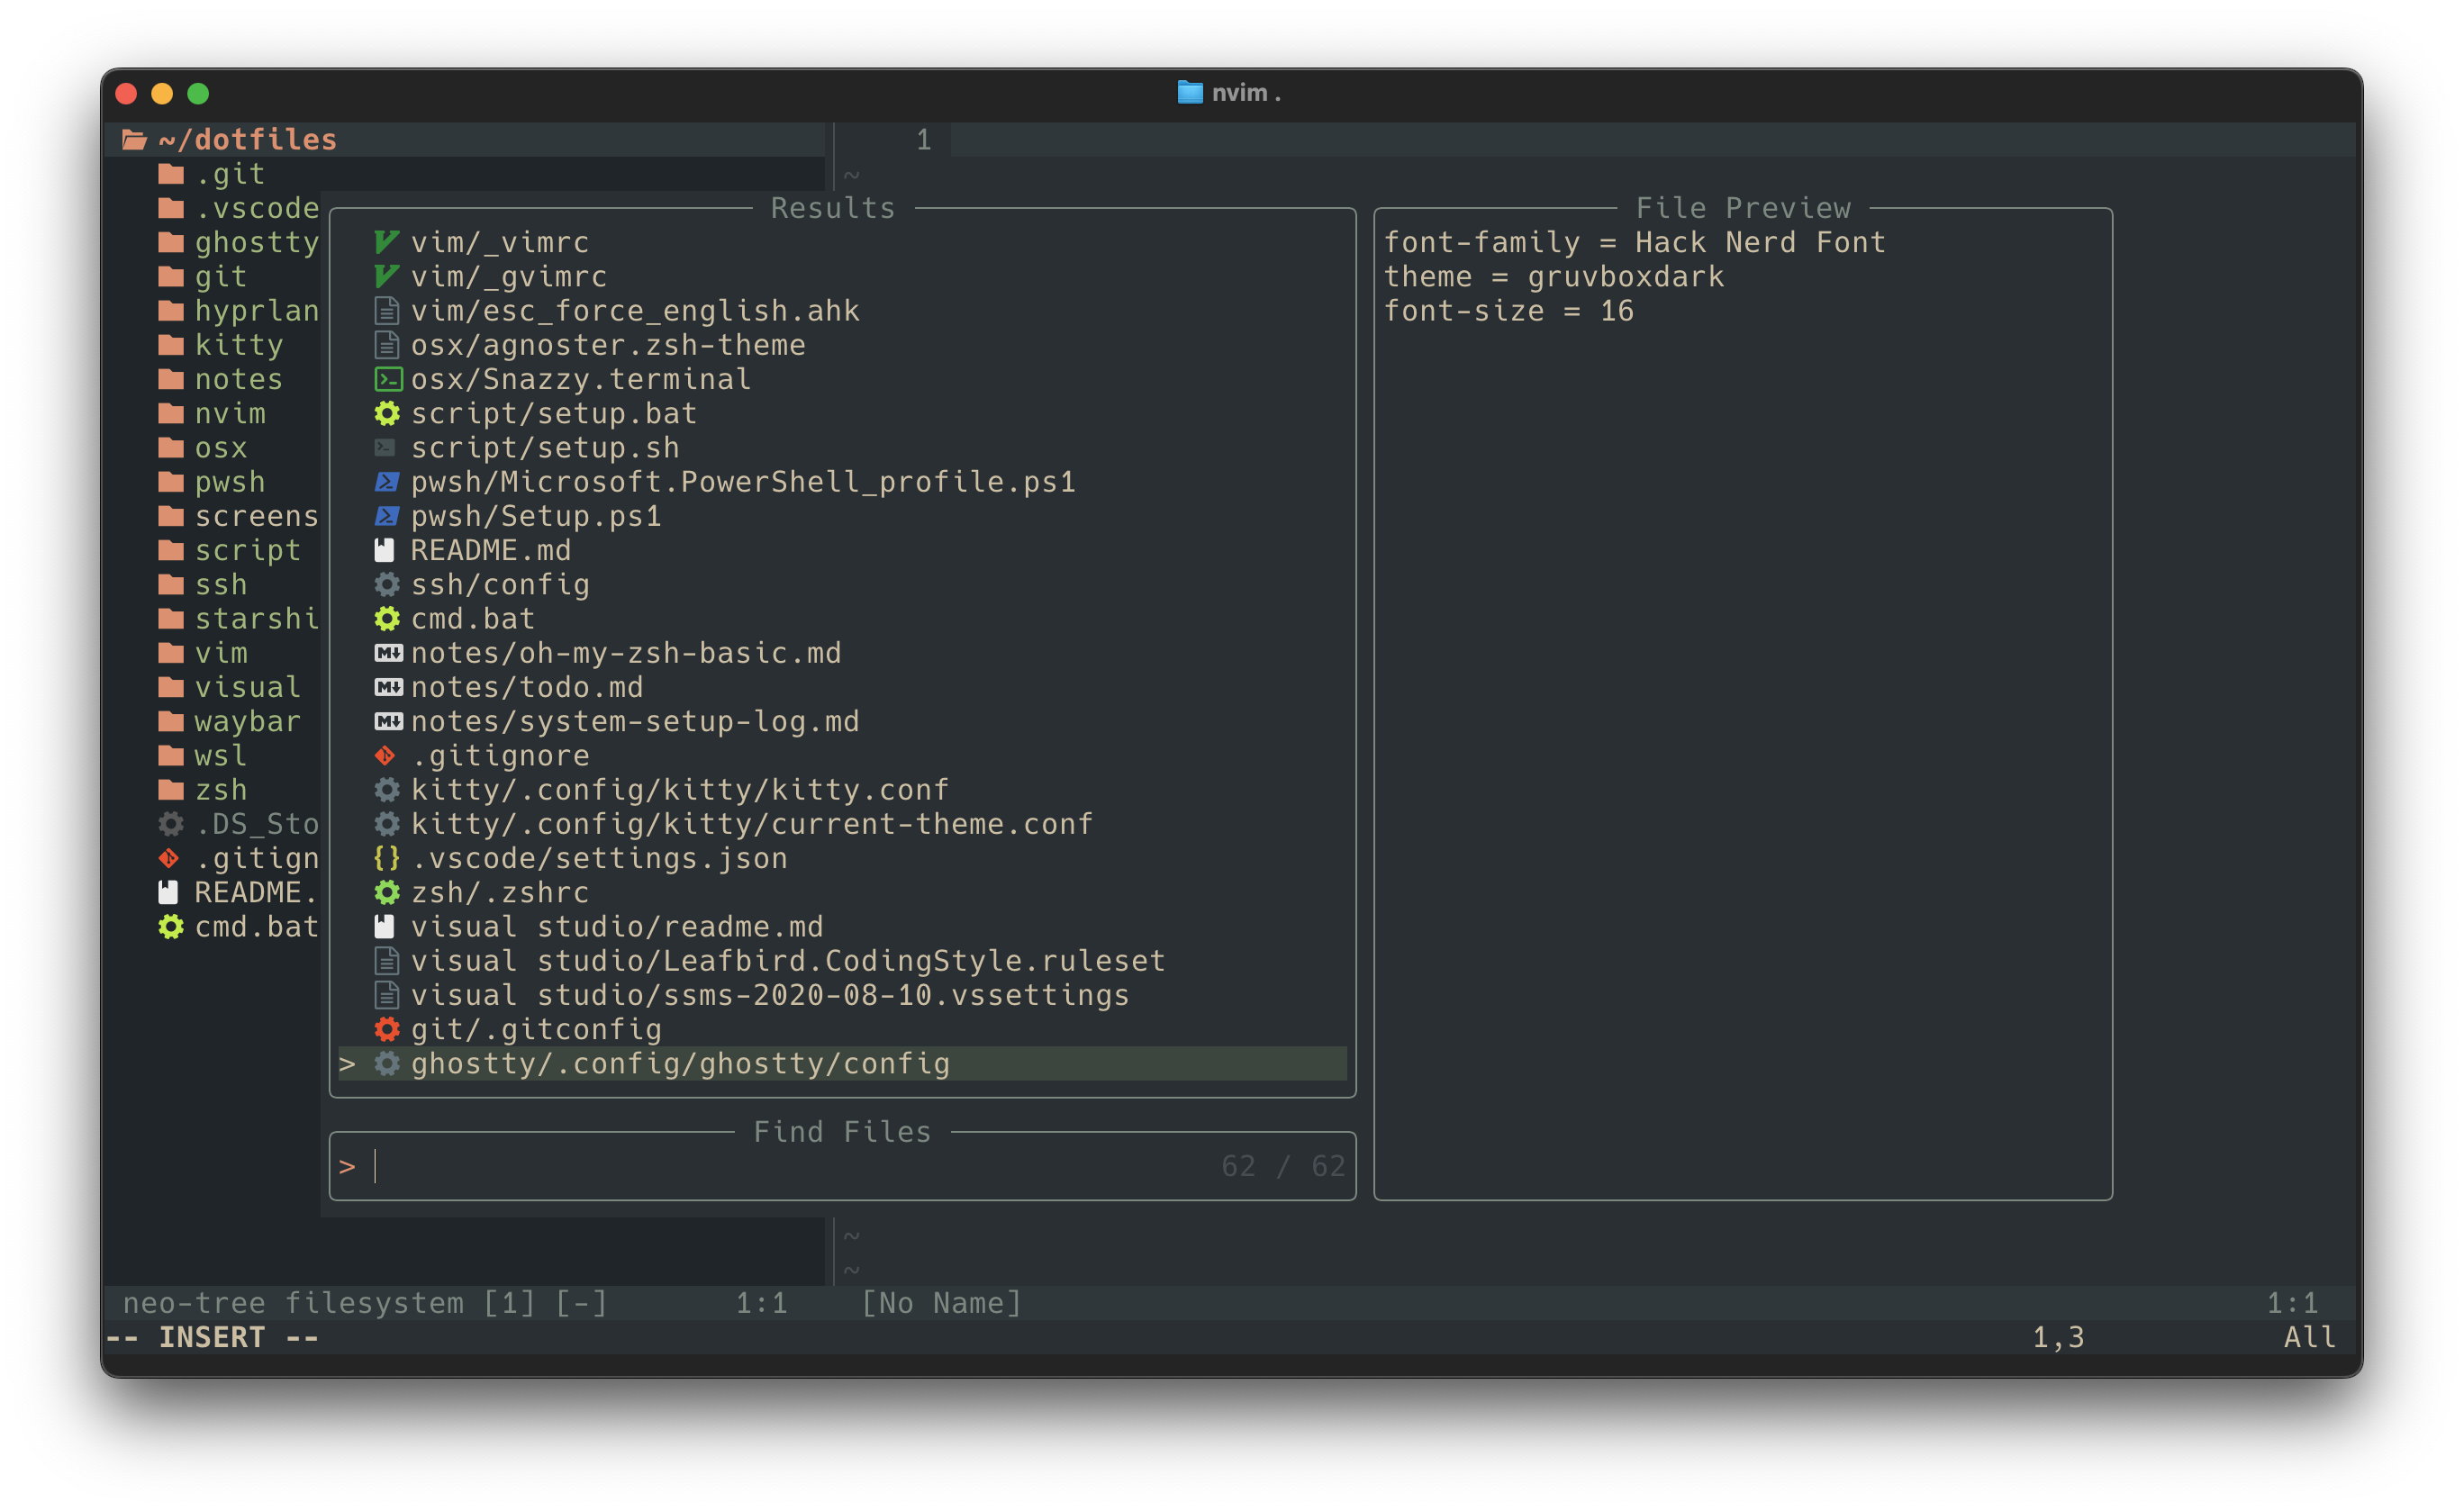 nvim .
~/dotfiles
.git
.vscode
ghostty
git
hyprlan
kitty
notes
nvim
osx
pwsh
screens
script
ssh
starshi
vim
visual
waybar
wsl
zsh
.DS_Sto
.gitign
README.
cmd.bat
1
~
Results
vim/_vimrc
vim/_gvimrc
vim/esc_force_english.ahk
osx/agnoster.zsh-theme
osx/Snazzy.terminal
script/setup.bat
script/setup.sh
pwsh/Microsoft.PowerShell_profile.ps1
pwsh/Setup.ps1
README.md
ssh/config
cmd.bat
notes/oh-my-zsh-basic.md
notes/todo.md
notes/system-setup-log.md
.gitignore
kitty/.config/kitty/kitty.conf
kitty/.config/kitty/current-theme.conf
.vscode/settings.json
zsh/.zshrc
visual studio/readme.md
visual studio/Leafbird.CodingStyle.ruleset
visual studio/ssms-2020-08-10.vssettings
git/.gitconfig
> ghostty/.config/ghostty/config
Find Files
> 62 / 62
File Preview
font-family = Hack Nerd Font
theme = gruvboxdark
font-size = 16
~
~
neo-tree filesystem [1] [-] 1:1 [No Name] 1:1
-- INSERT -- 1,3 All